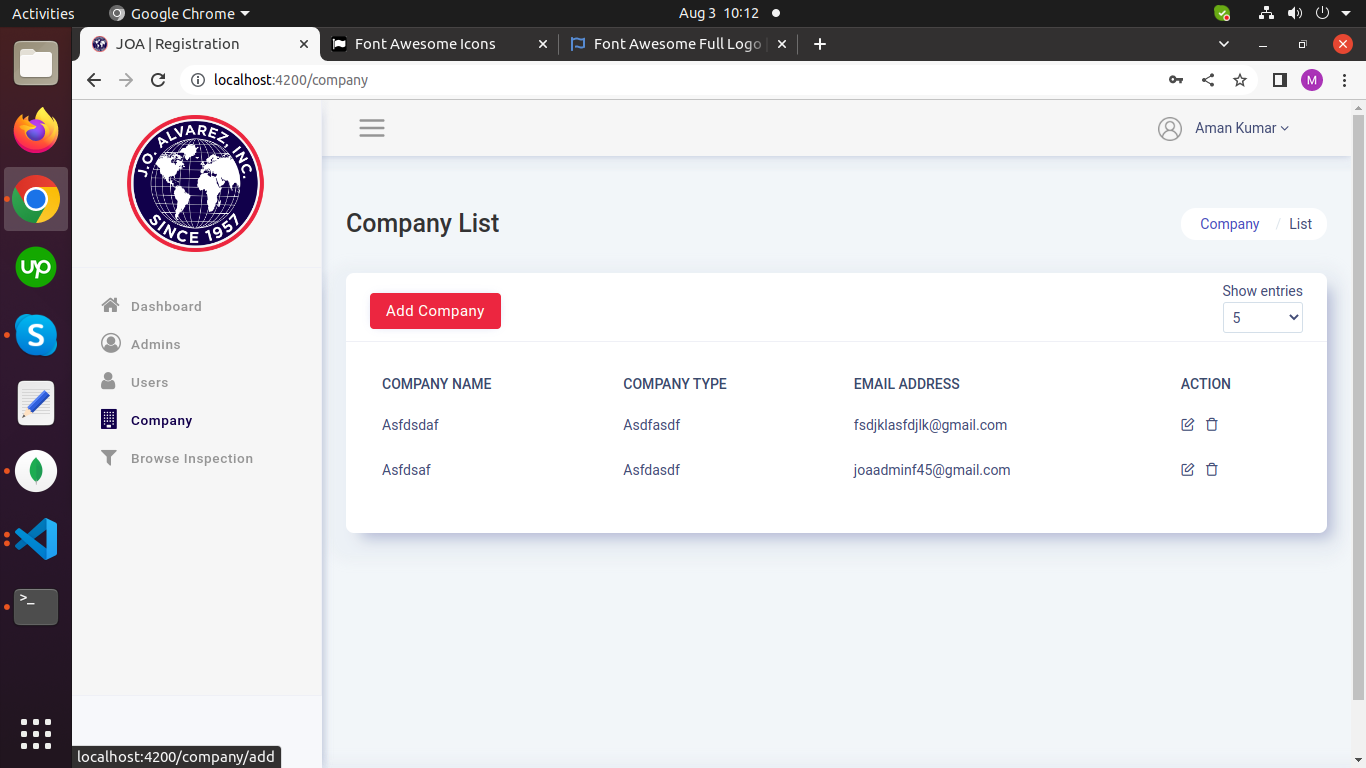 Activities Google Chrome Aug 3 10:12
JOA | Registration Font Awesome Icons Font Awesome Full Logo
localhost:4200/company M
J.O. ALVAREZ, INC.
SINCE 1957
Aman Kumar
Company List
Company / List
Dashboard
Admins
Users
Company
Browse Inspection
Add Company
Show entries
5
COMPANY NAME COMPANY TYPE EMAIL ADDRESS ACTION
Asfdsdaf Asdfasdf fsdjklasfdjlk@gmail.com
Asfdsaf Asfdasdf joaadminf45@gmail.com
up
S
>_
localhost:4200/company/add